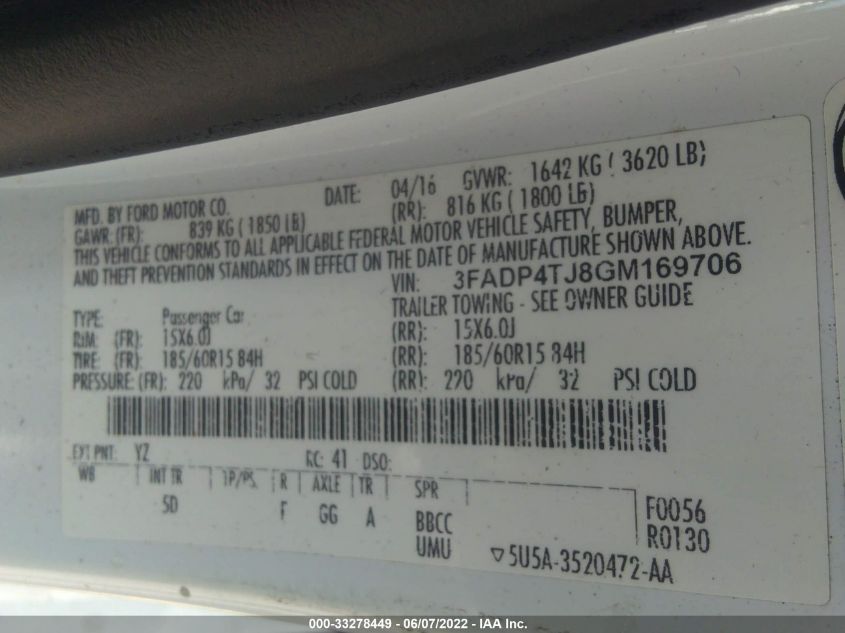 MFD. BY FORD MOTOR CO. DATE: 04/16 GVWR: 1642 KG ( 3620 LB)
GAWR: (FR): 839 KG ( 1850 LB) (RR): 816 KG ( 1800 LB)
THIS VEHICLE CONFORMS TO ALL APPLICABLE FEDERAL MOTOR VEHICLE SAFETY, BUMPER,
AND THEFT PREVENTION STANDARDS IN EFFECT ON THE DATE OF MANUFACTURE SHOWN ABOVE.
VIN: 3FADP4TJ8GM169706
TYPE: Passenger Car TRAILER TOWING - SEE OWNER GUIDE
RIM: (FR): 15X6.0J (RR): 15X6.0J
TIRE: (FR): 185/60R15 84H (RR): 185/60R15 84H
PRESSURE: (FR): 220 kPa/ 32 PSI COLD (RR): 220 kPa/ 32 PSI COLD
EXT PNT: YZ RC: 41 DSO:
WB INT TR TP/PS R AXLE TR SPR
5D F GG A BBCC F0056
UMU R0130
5U5A-3520472-AA
000-33278449 - 06/07/2022 - IAA Inc.